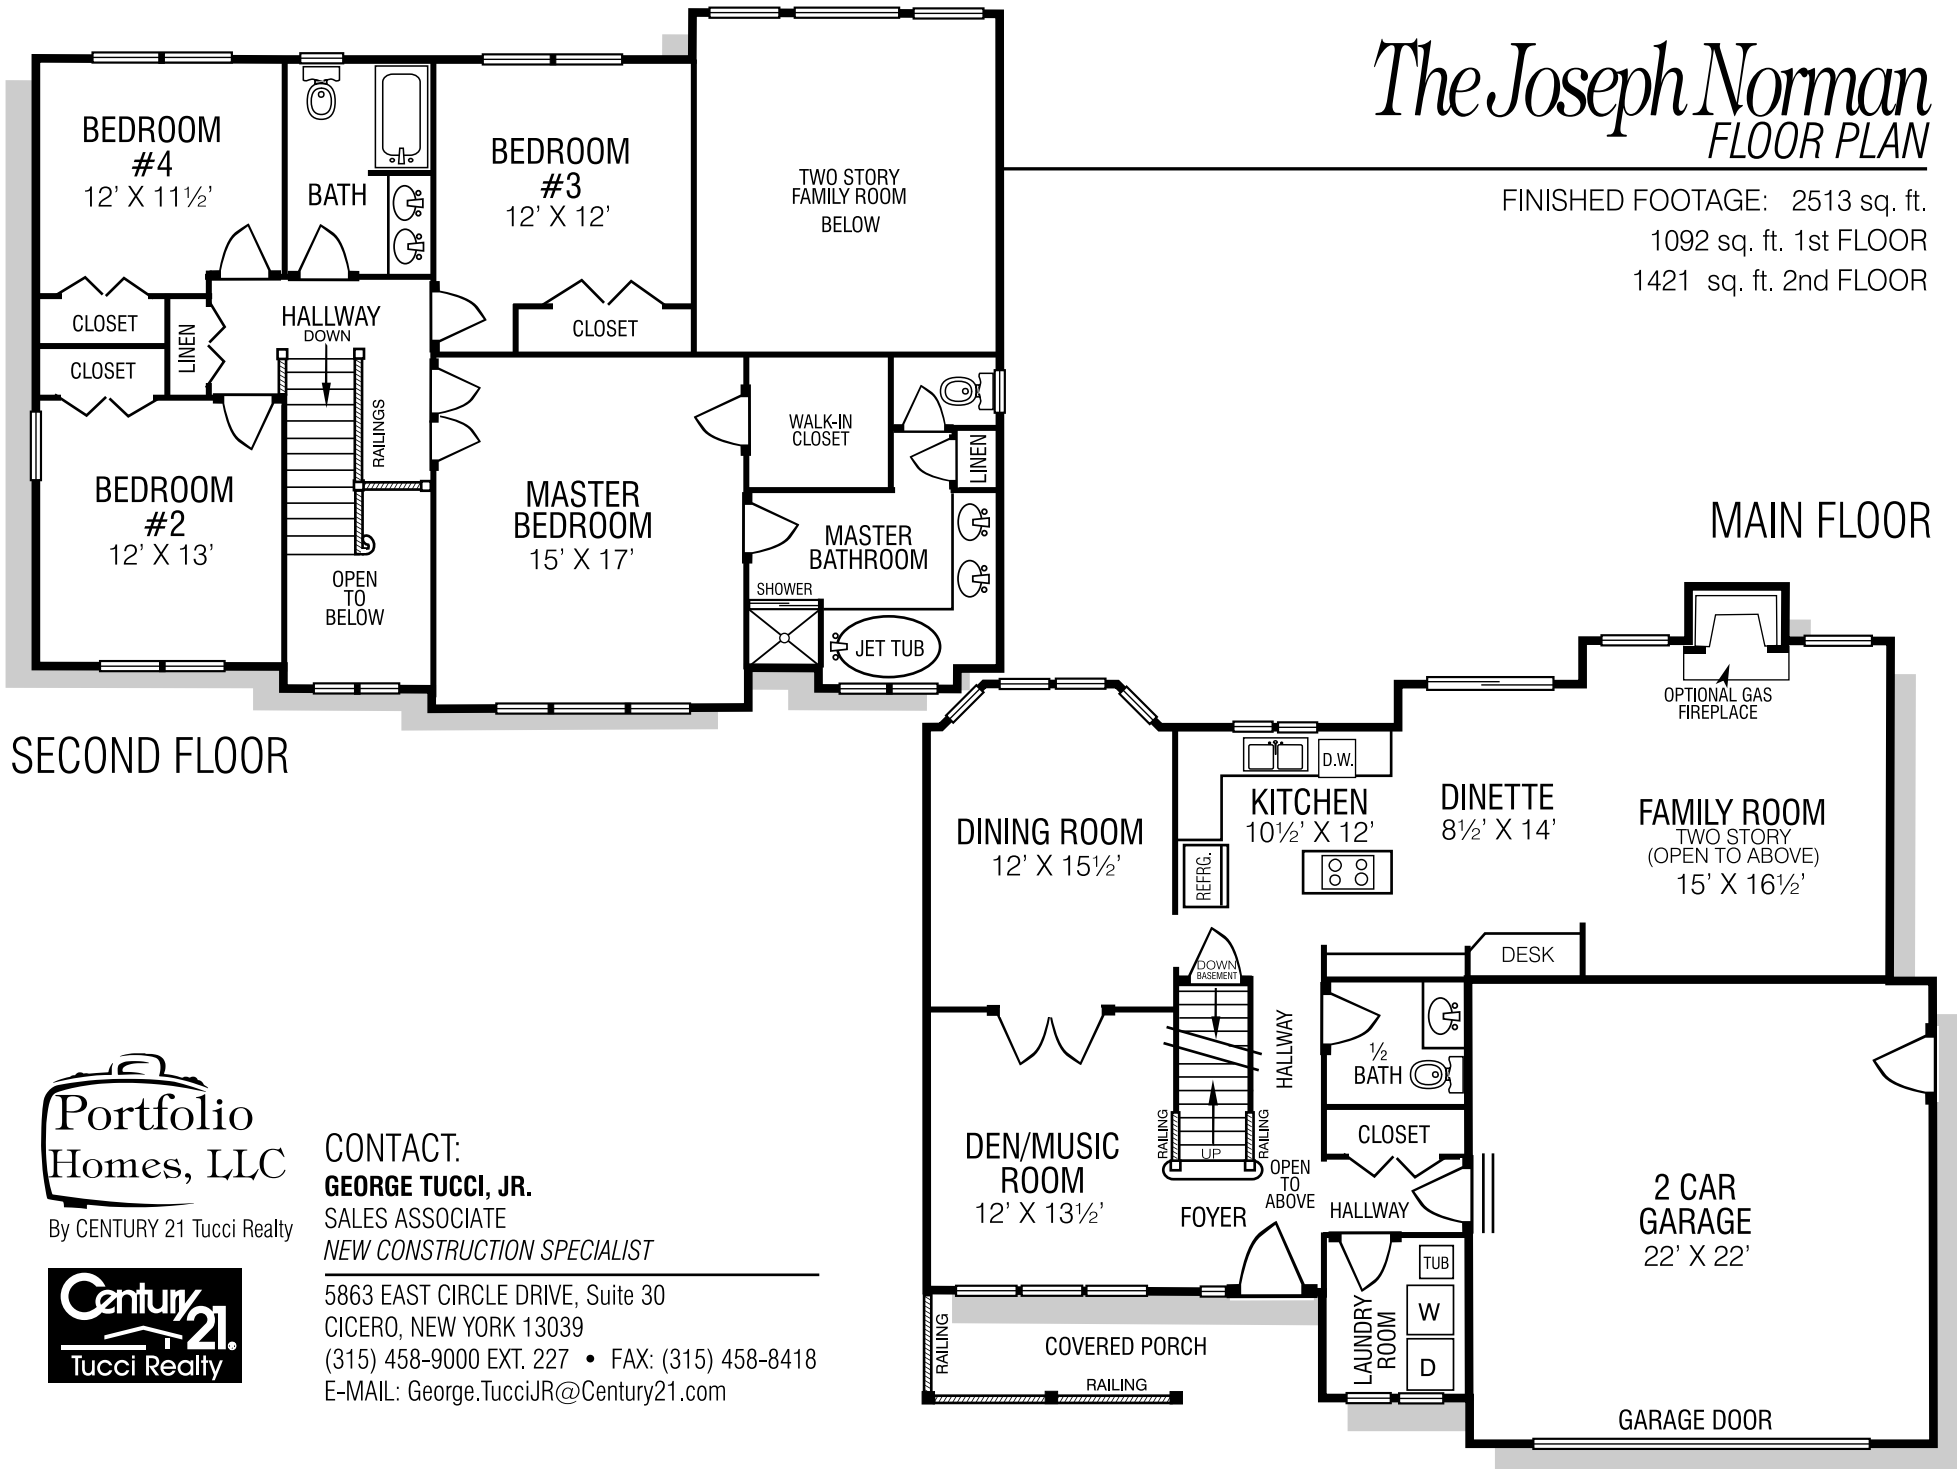 The Joseph Norman
FLOOR PLAN
FINISHED FOOTAGE: 2513 sq. ft.
1092 sq. ft. 1st FLOOR
1421 sq. ft. 2nd FLOOR
BEDROOM
#4
12' X 11½'
BATH
BEDROOM
#3
12' X 12'
TWO STORY
FAMILY ROOM
BELOW
CLOSET
CLOSET
LINEN
HALLWAY
DOWN
RAILINGS
CLOSET
BEDROOM
#2
12' X 13'
OPEN
TO
BELOW
MASTER
BEDROOM
15' X 17'
WALK-IN
CLOSET
LINEN
MASTER
BATHROOM
SHOWER
JET TUB
SECOND FLOOR
MAIN FLOOR
OPTIONAL GAS
FIREPLACE
DINING ROOM
12' X 15½'
D.W.
KITCHEN
10½' X 12'
REFRG.
DINETTE
8½' X 14'
FAMILY ROOM
TWO STORY
(OPEN TO ABOVE)
15' X 16½'
DESK
DOWN
BASEMENT
HALLWAY
½
BATH
RAILING
RAILING
UP
CLOSET
DEN/MUSIC
ROOM
12' X 13½'
FOYER
OPEN
TO
ABOVE
HALLWAY
2 CAR
GARAGE
22' X 22'
TUB
W
D
LAUNDRY
ROOM
RAILING
COVERED PORCH
RAILING
GARAGE DOOR
Portfolio
Homes, LLC
By CENTURY 21 Tucci Realty
Century
21®
Tucci Realty
CONTACT:
GEORGE TUCCI, JR.
SALES ASSOCIATE
NEW CONSTRUCTION SPECIALIST
5863 EAST CIRCLE DRIVE, Suite 30
CICERO, NEW YORK 13039
(315) 458-9000 EXT. 227 • FAX: (315) 458-8418
E-MAIL: George.TucciJR@Century21.com